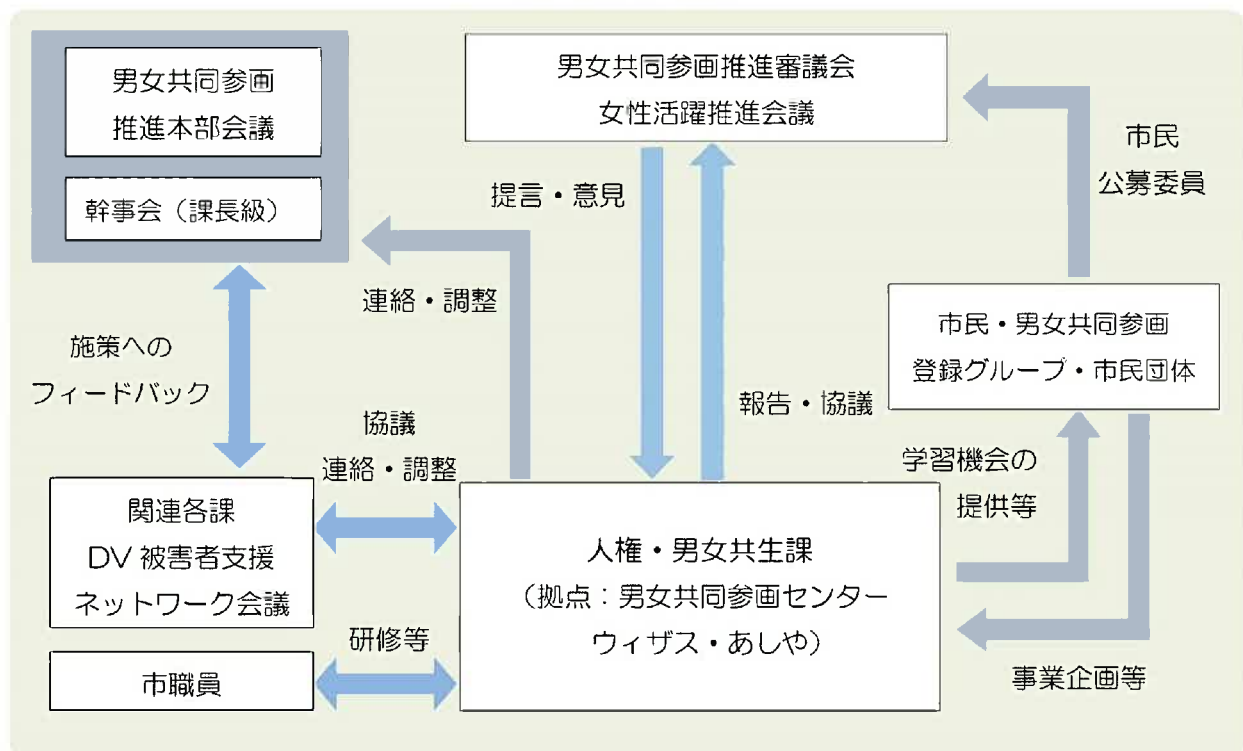 男女共同参画
推進本部会議
幹事会（課長級）
男女共同参画推進審議会
女性活躍推進会議
市民
公募委員
提言・意見
連絡・調整
市民・男女共同参画
登録グループ・市民団体
施策への
フィードバック
報告・協議
協議
連絡・調整
学習機会の
提供等
関連各課
DV 被害者支援
ネットワーク会議
人権・男女共生課
（拠点：男女共同参画センター
ウィザス・あしや）
研修等
市職員
事業企画等